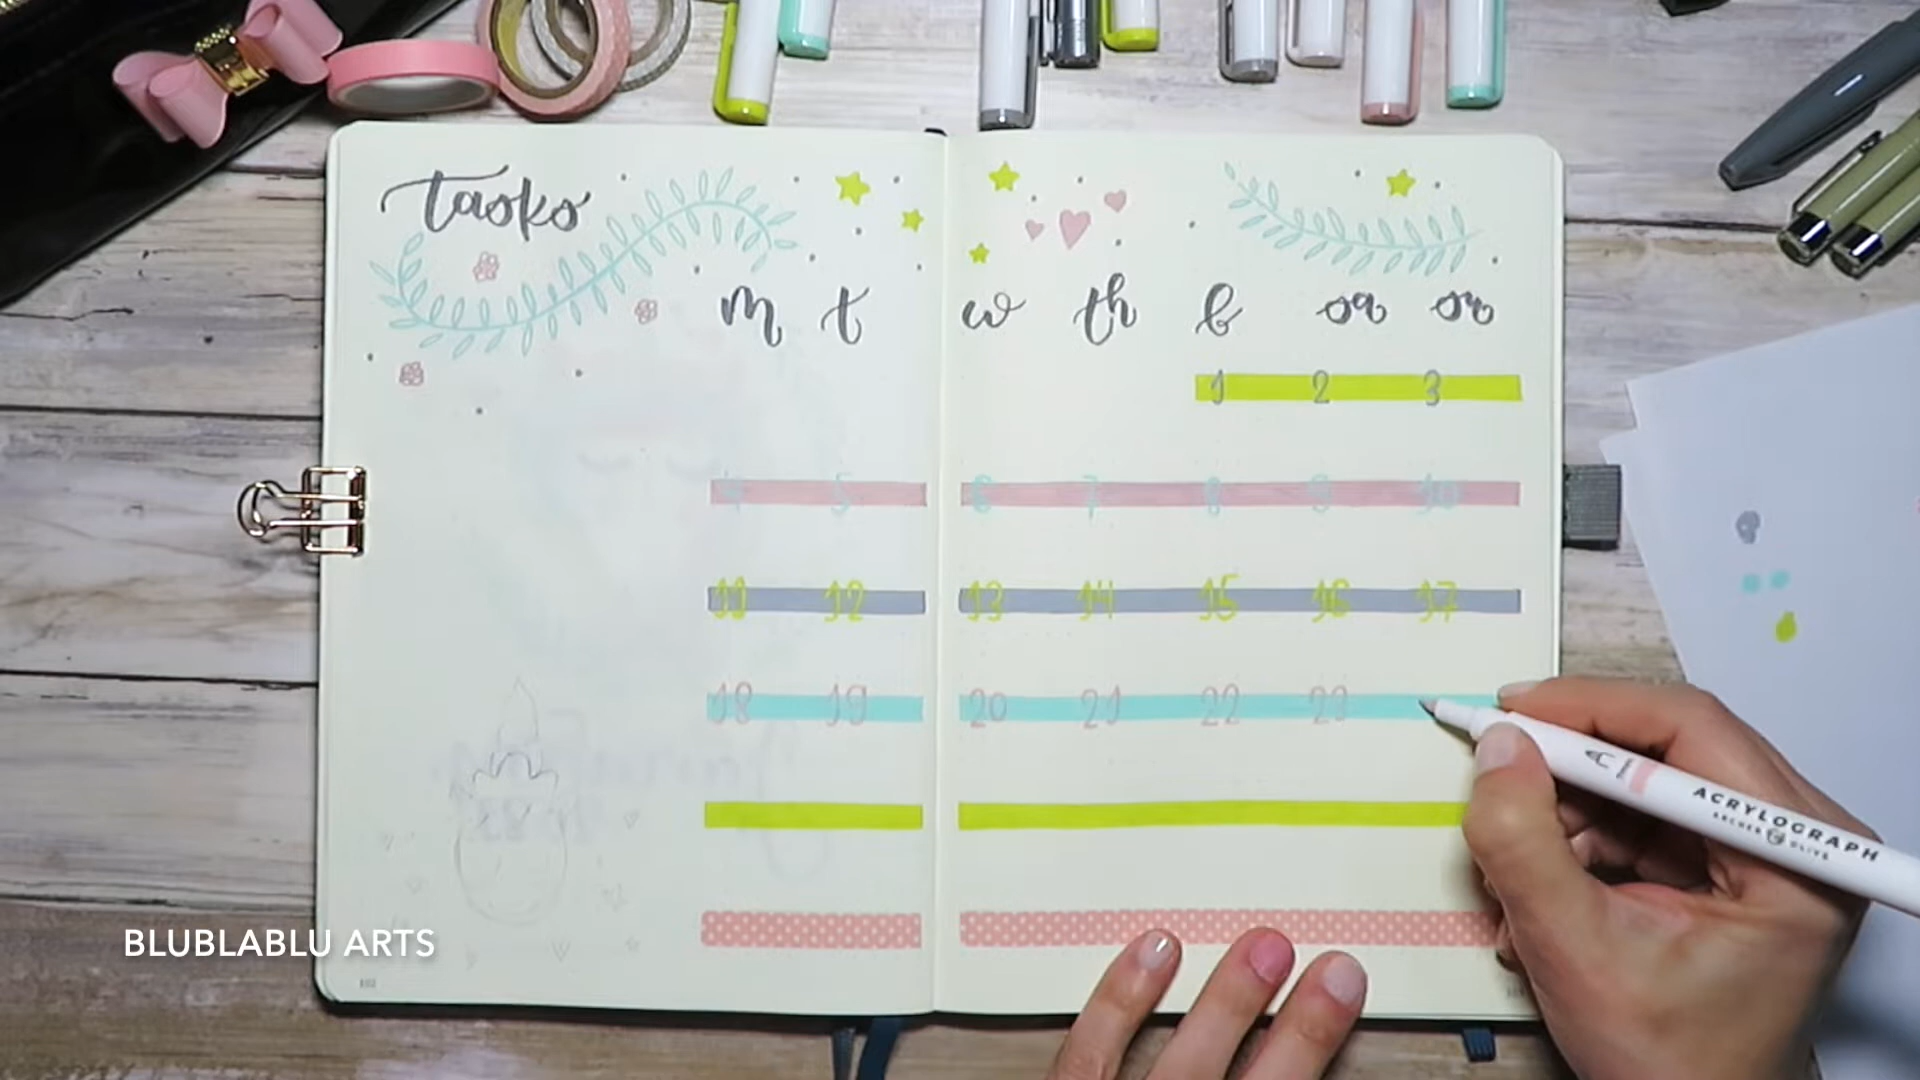 tasks
m t w th f sa su
1 2 3
4 5 6 7 8 9 10
11 12 13 14 15 16 17
18 19 20 21 22 23
ACRYLOGRAPH
ARCHER & OLIVE
BLUBLABLU ARTS